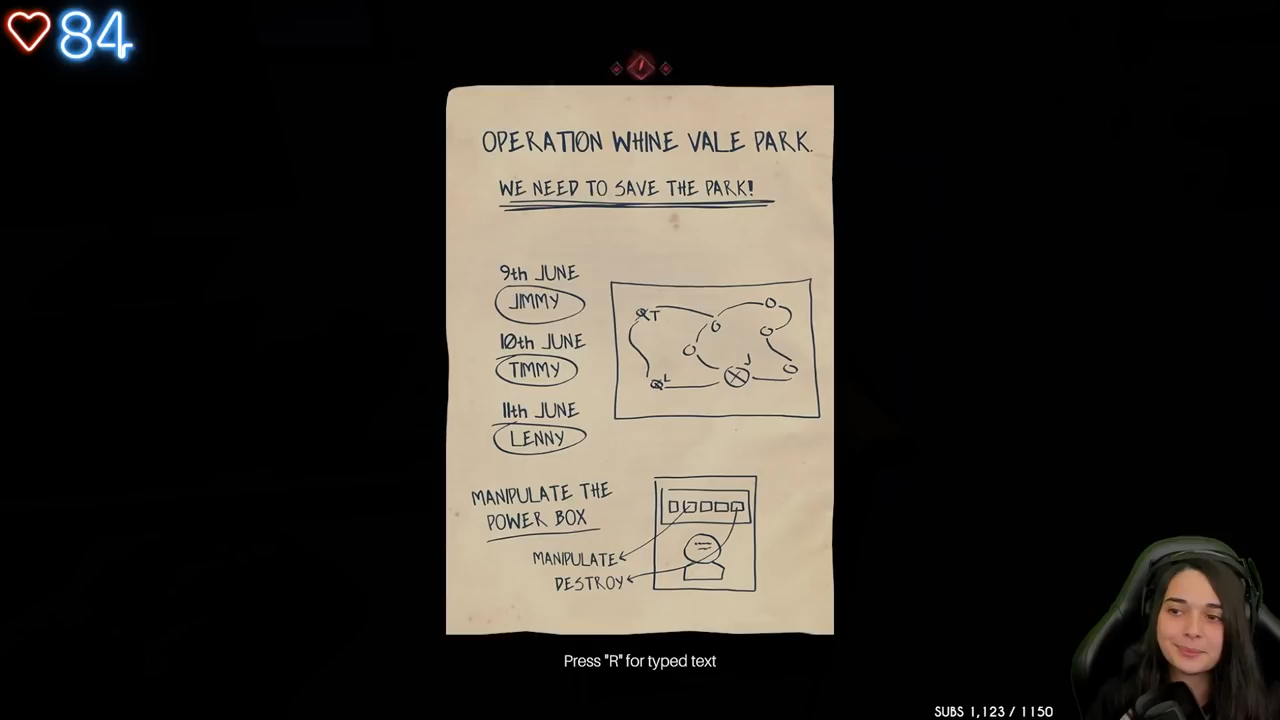 84
OPERATION WHINE VALE PARK.
WE NEED TO SAVE THE PARK!
9th JUNE
JIMMY
10th JUNE
TIMMY
11th JUNE
LENNY
T
J
L
MANIPULATE THE
POWER BOX
MANIPULATE
DESTROY
Press "R" for typed text
SUBS 1,123 / 1150